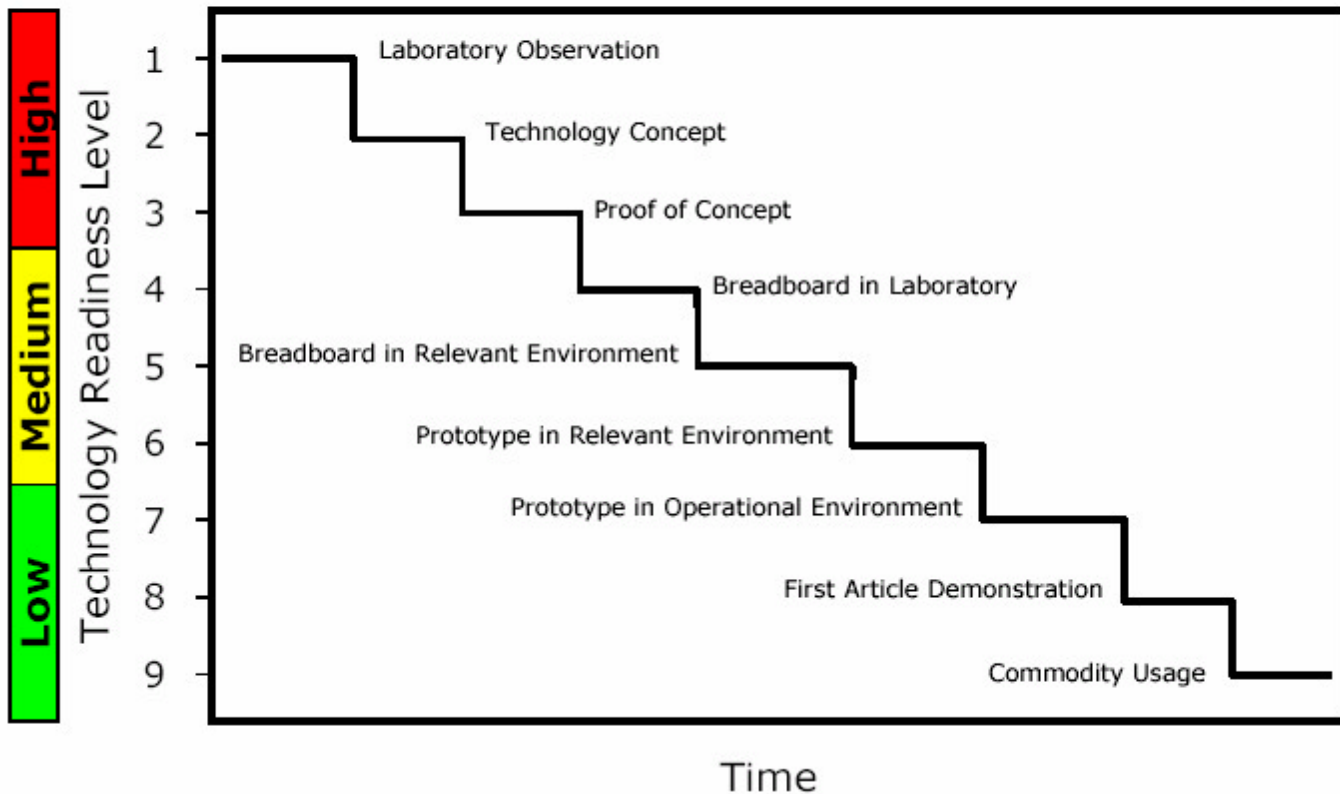 High
Medium
Low
Technology Readiness Level
1
Laboratory Observation
2
Technology Concept
3
Proof of Concept
4
Breadboard in Laboratory
Breadboard in Relevant Environment
5
Prototype in Relevant Environment
6
Prototype in Operational Environment
7
First Article Demonstration
8
Commodity Usage
9
Time